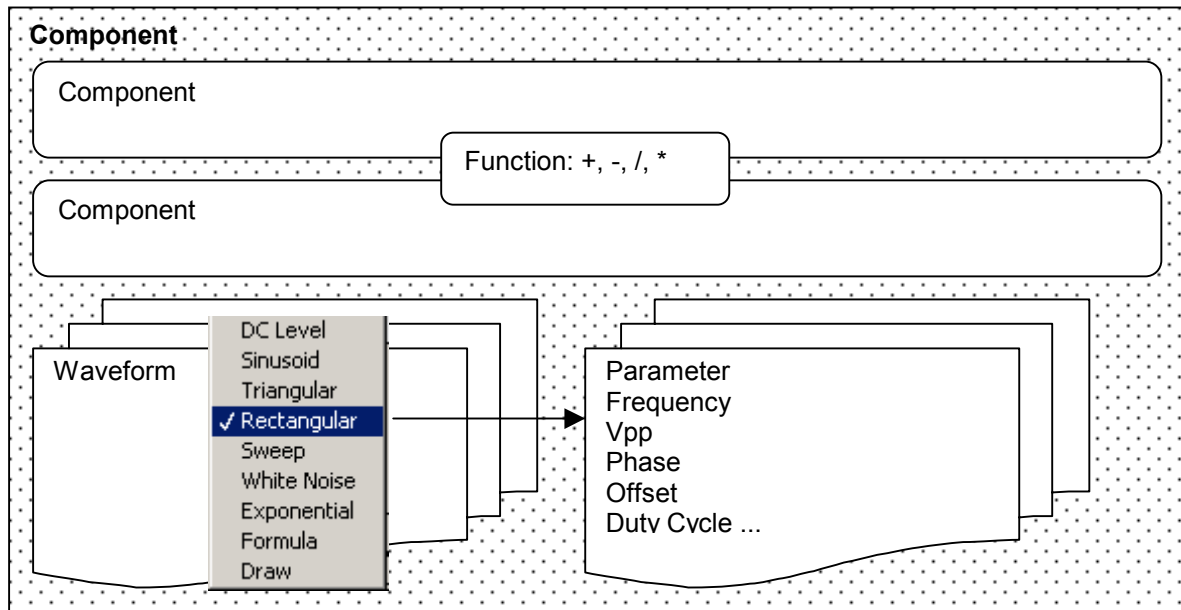 Component
Component
Function: +, -, /, *
Component
Waveform
DC Level
Sinusoid
Triangular
✓ Rectangular
Sweep
White Noise
Exponential
Formula
Draw
Parameter
Frequency
Vpp
Phase
Offset
Duty Cycle ...